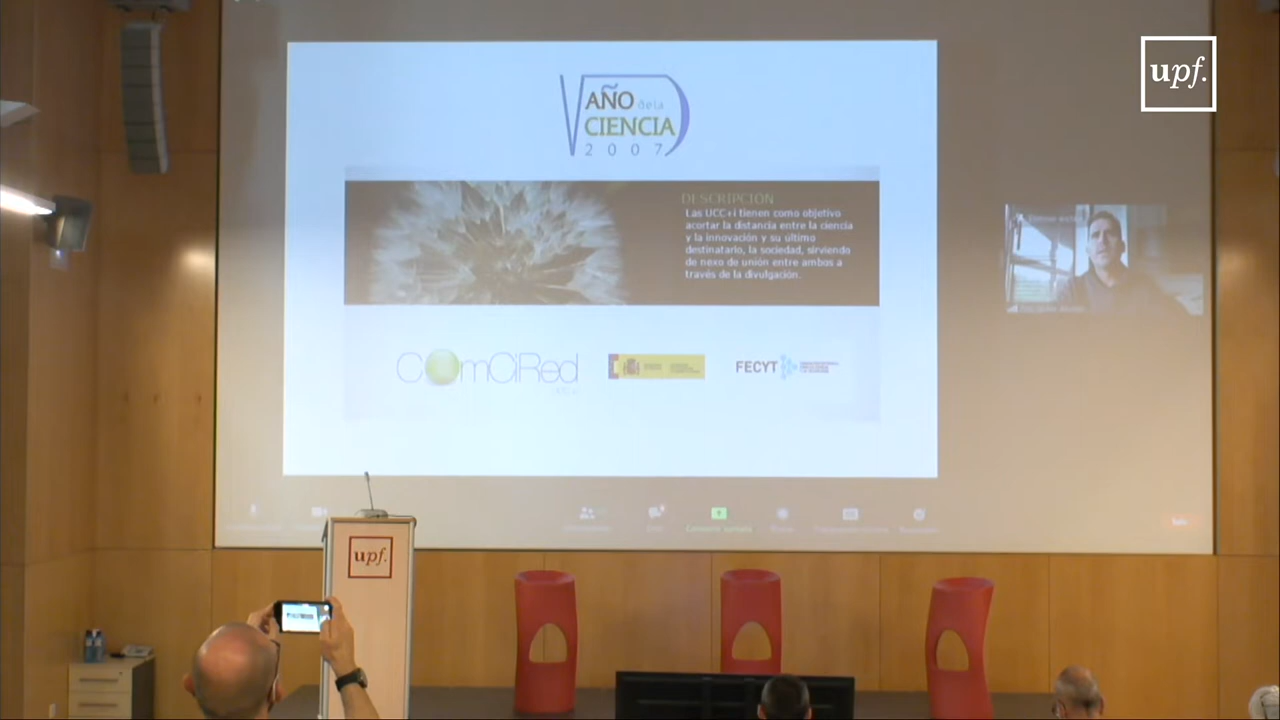 upf.
AÑO de la
CIENCIA
2007
DESCRIPCIÓN
Las UCC+i tienen como objetivo
acortar la distancia entre la ciencia
y la innovación y su último
destinatario, la sociedad, sirviendo
de nexo de unión entre ambos a
través de la divulgación.
ComCiRed
FECYT
upf.